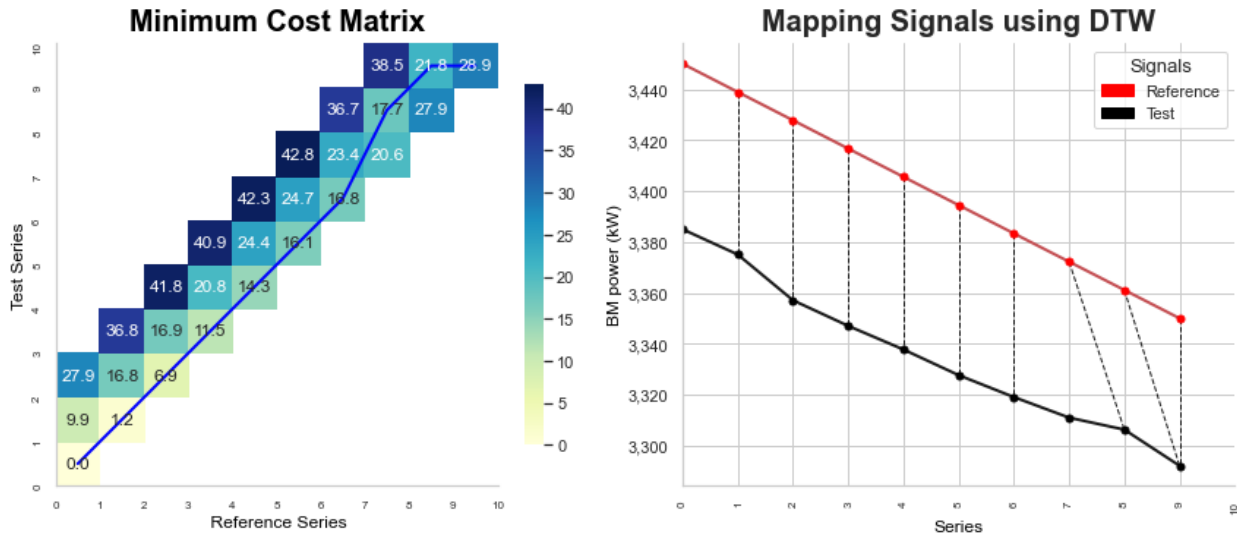 Minimum Cost Matrix
10
9
8
7
6
5
4
3
2
1
0
Test Series
38.5 21.8 28.9
36.7 17.7 27.9
42.8 23.4 20.6
42.3 24.7 16.8
40.9 24.4 16.1
41.8 20.8 14.3
36.8 16.9 11.5
27.9 16.8 6.9
9.9 1.2
0.0
0 1 2 3 4 5 6 7 8 9 10
Reference Series
40
35
30
25
20
15
10
5
0
Mapping Signals using DTW
Signals
Reference
Test
3,440
3,420
3,400
3,380
3,360
3,340
3,320
3,300
BM power (kW)
0 1 2 3 4 5 6 7 8 9 10
Series